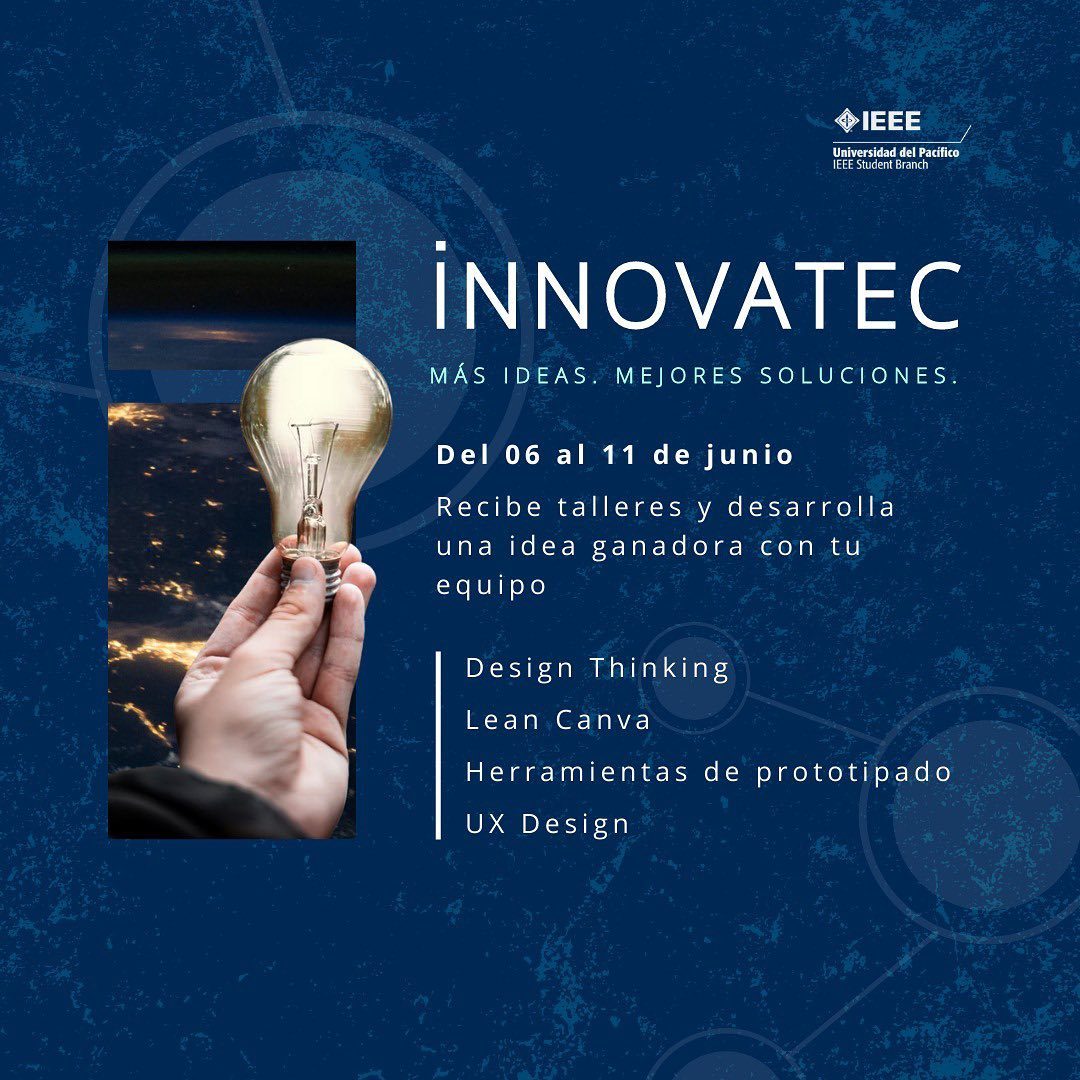 IEEE
Universidad del Pacífico
IEEE Student Branch
iNNOVATEC
MÁS IDEAS. MEJORES SOLUCIONES.
Del 06 al 11 de junio
Recibe talleres y desarrolla
una idea ganadora con tu
equipo
Design Thinking
Lean Canva
Herramientas de prototipado
UX Design